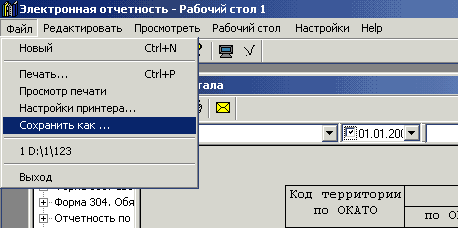 Электронная отчетность - Рабочий стол 1
Файл Редактировать Просмотреть Рабочий стол Настройки Помощь
Новый Ctrl+N
Печать... Ctrl+P
Просмотр печати
Настройки принтера...
Сохранить как ...
1 D:\1\123
Выход
тала
01.01.200
Форма 304. Обя
Отчетность по
Код территории
по ОКАТО
по О